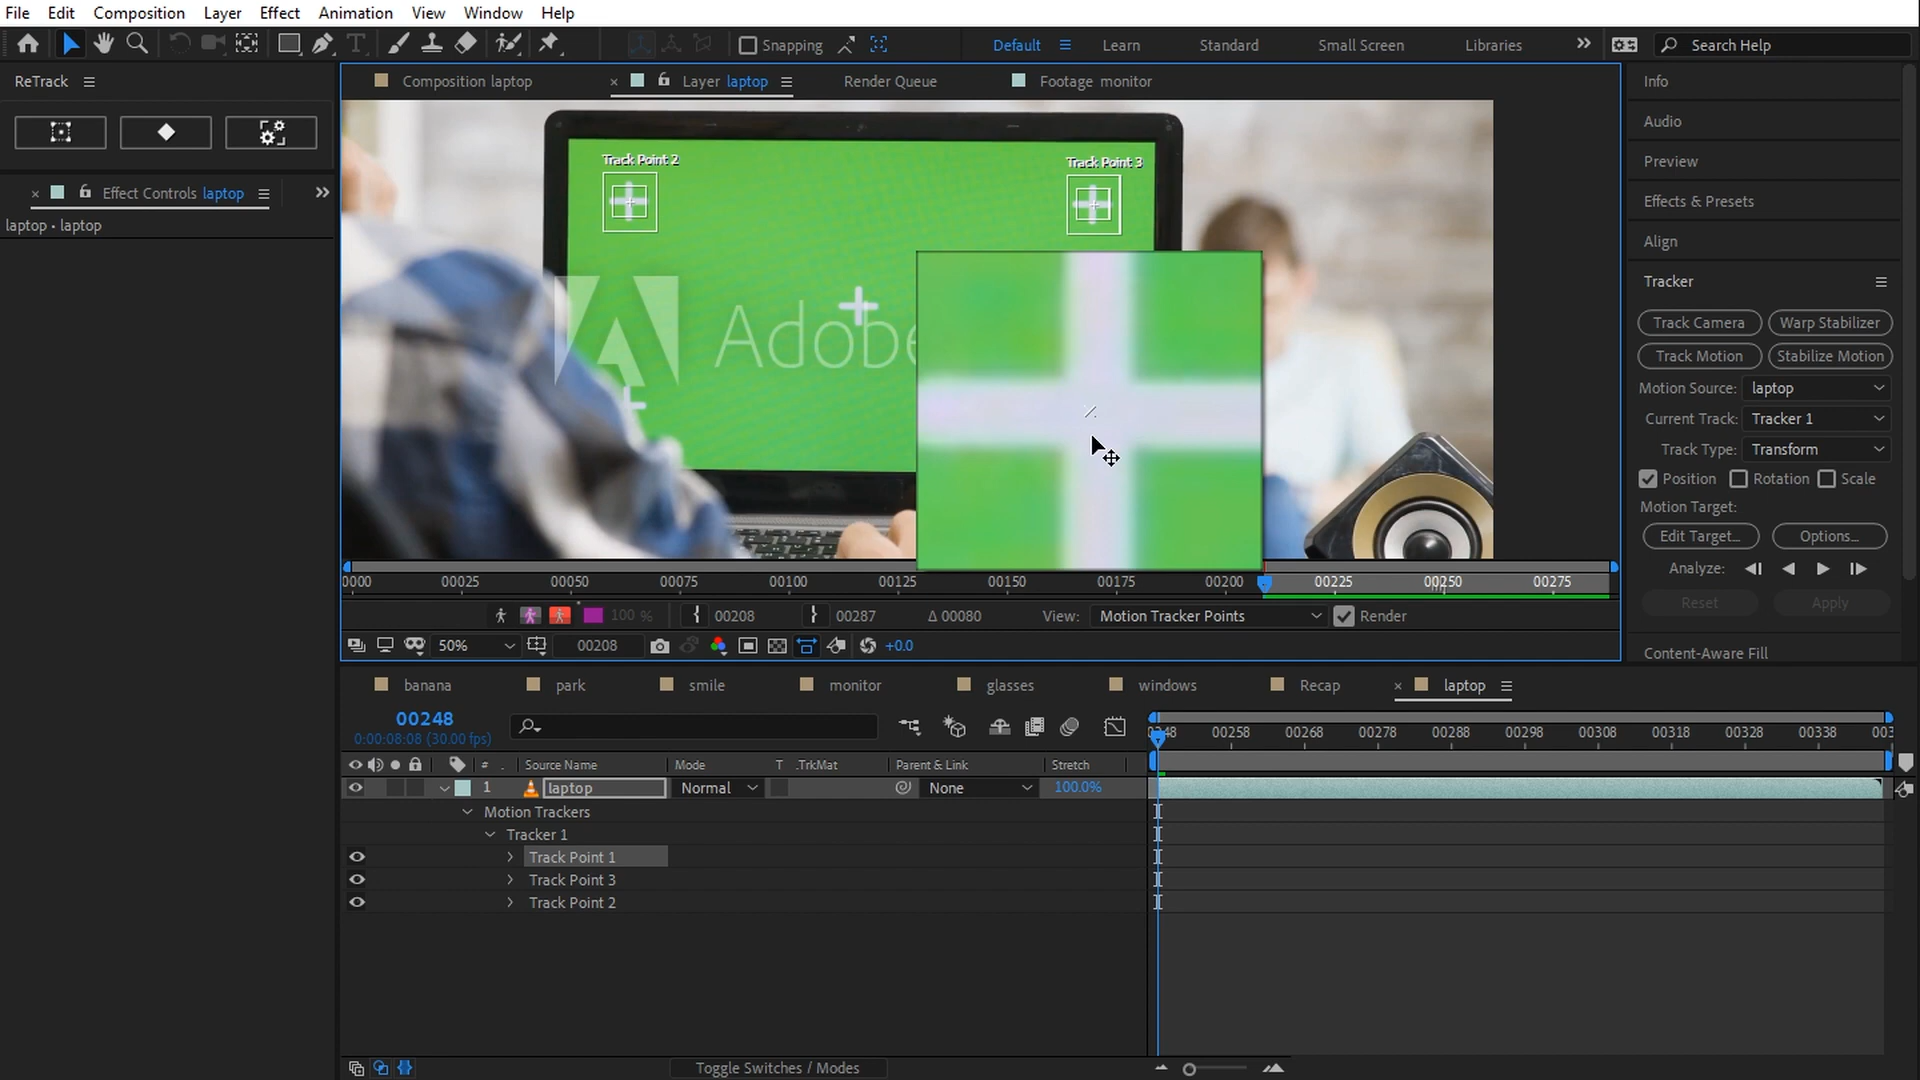 File Edit Composition Layer Effect Animation View Window Help
Snapping
Default Learn Standard Small Screen Libraries
Search Help
ReTrack
Composition laptop
Layer laptop
Render Queue
Footage monitor
Effect Controls laptop
laptop • laptop
Track Point 2
Track Point 3
Adobe
00000 00025 00050 00075 00100 00125 00150 00175 00200 00225 00250 00275
100 % 00208 00287 Δ 00080 View: Motion Tracker Points Render
50% 00208 +0.0
Info
Audio
Preview
Effects & Presets
Align
Tracker
Track Camera Warp Stabilizer
Track Motion Stabilize Motion
Motion Source: laptop
Current Track: Tracker 1
Track Type: Transform
Position Rotation Scale
Motion Target:
Edit Target... Options...
Analyze:
Reset Apply
Content-Aware Fill
banana park smile monitor glasses windows Recap laptop
00248
0:00:08:08 (30.00 fps)
00258 00268 00278 00288 00298 00308 00318 00328 00338
# Source Name Mode T .TrkMat Parent & Link Stretch
1 laptop Normal None 100.0%
Motion Trackers
Tracker 1
Track Point 1
Track Point 3
Track Point 2
Toggle Switches / Modes